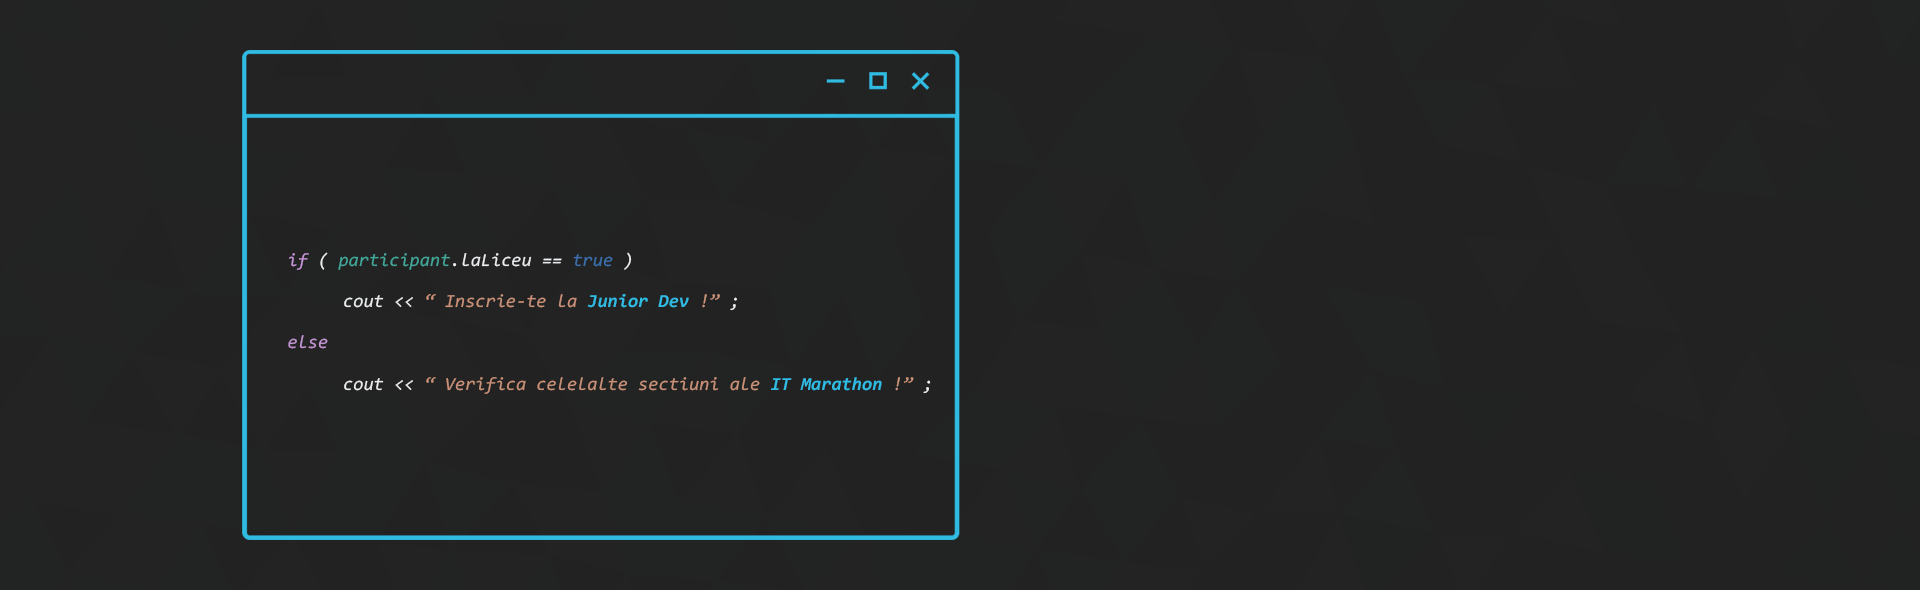 if ( participant.laLiceu == true )
cout << “ Inscrie-te la Junior Dev !” ;
else
cout << “ Verifica celelalte sectiuni ale IT Marathon !” ;